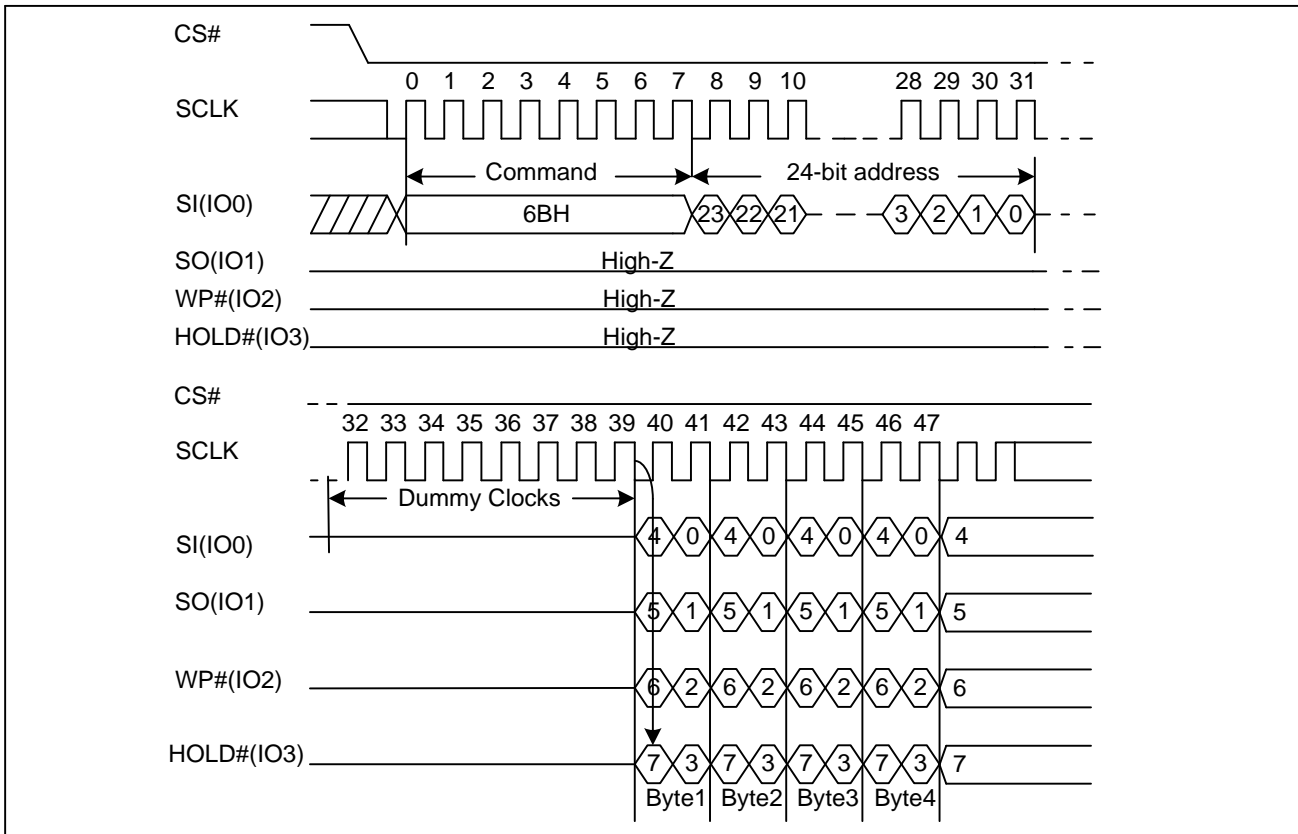 CS#
0 1 2 3 4 5 6 7 8 9 10 28 29 30 31
SCLK
Command 24-bit address
SI(IO0) 6BH 23 22 21 3 2 1 0
SO(IO1) High-Z
WP#(IO2) High-Z
HOLD#(IO3) High-Z
CS#
32 33 34 35 36 37 38 39 40 41 42 43 44 45 46 47
SCLK
Dummy Clocks
SI(IO0) 4 0 4 0 4 0 4 0 4
SO(IO1) 5 1 5 1 5 1 5 1 5
WP#(IO2) 6 2 6 2 6 2 6 2 6
HOLD#(IO3) 7 3 7 3 7 3 7 3 7
Byte1 Byte2 Byte3 Byte4